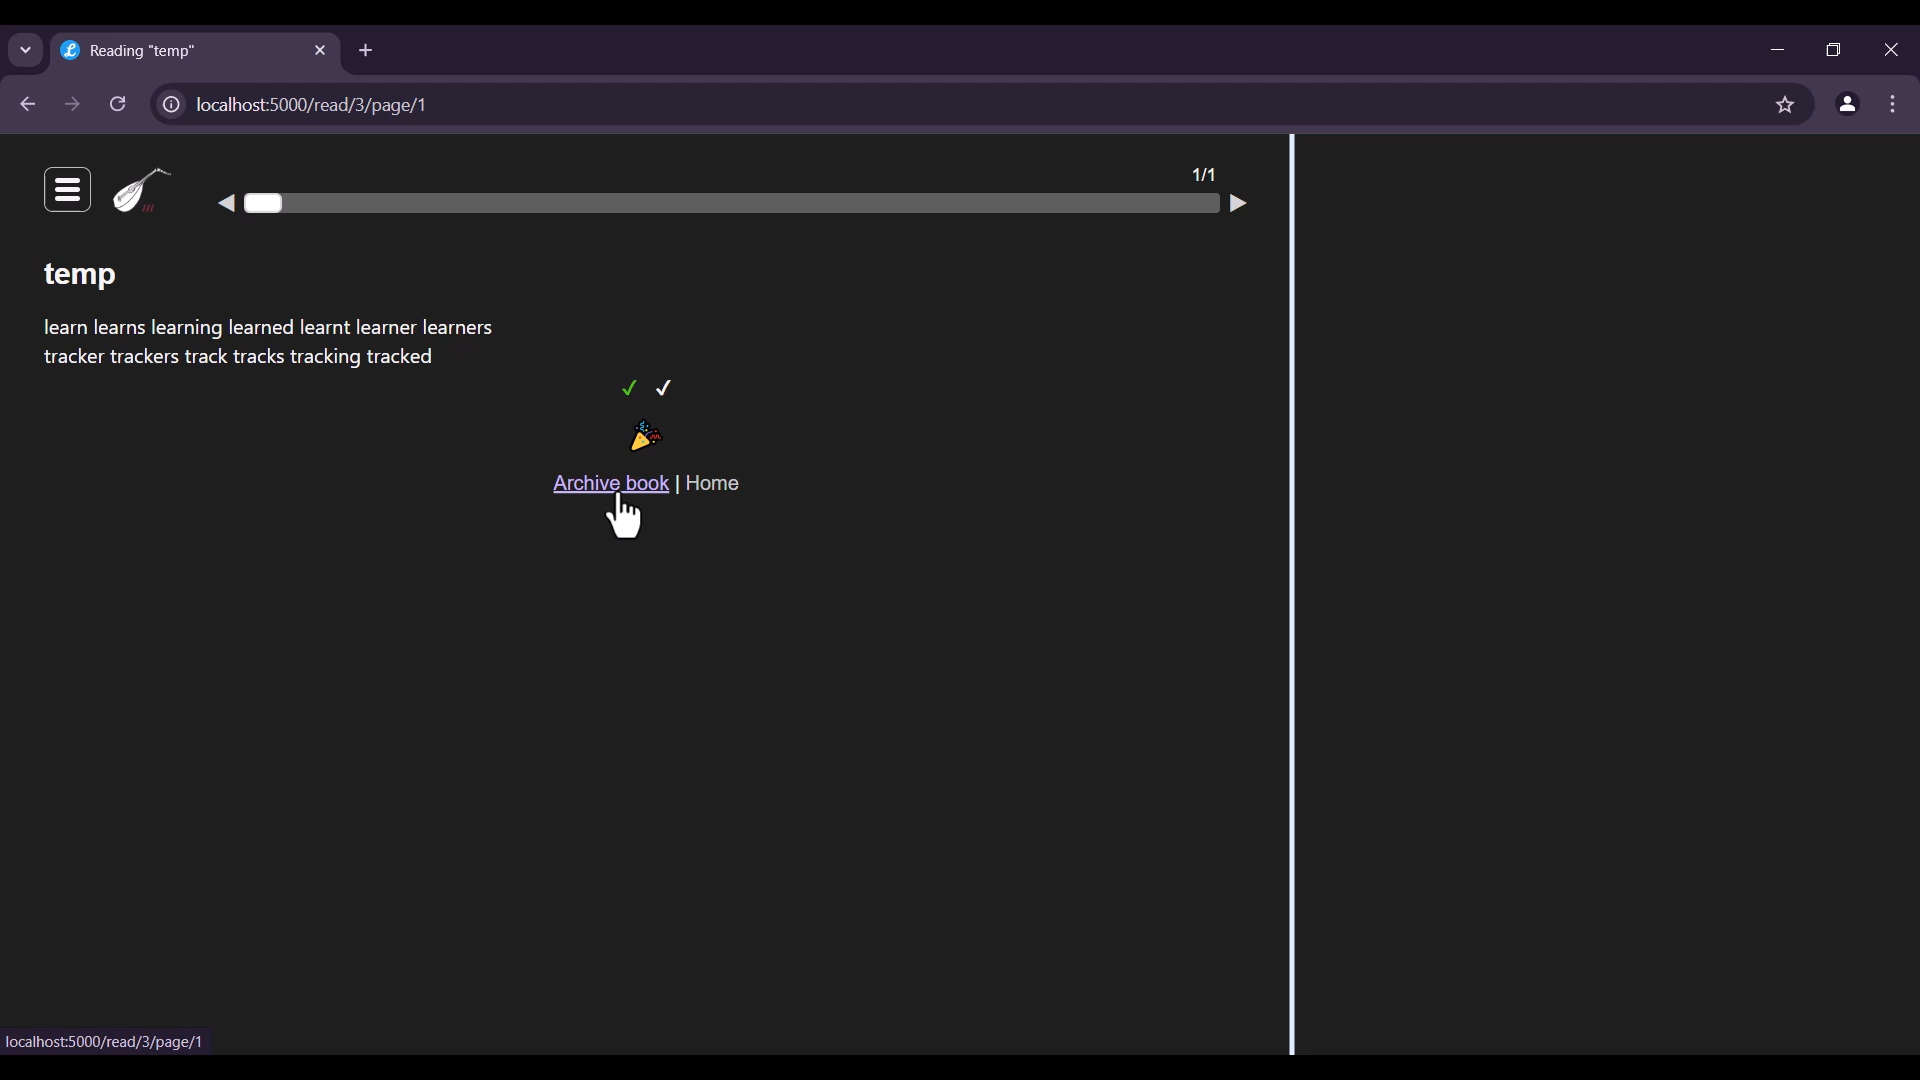 Reading "temp"
localhost:5000/read/3/page/1
1/1
temp
learn learns learning learned learnt learner learners
tracker trackers track tracks tracking tracked
Archive book | Home
localhost:5000/read/3/page/1